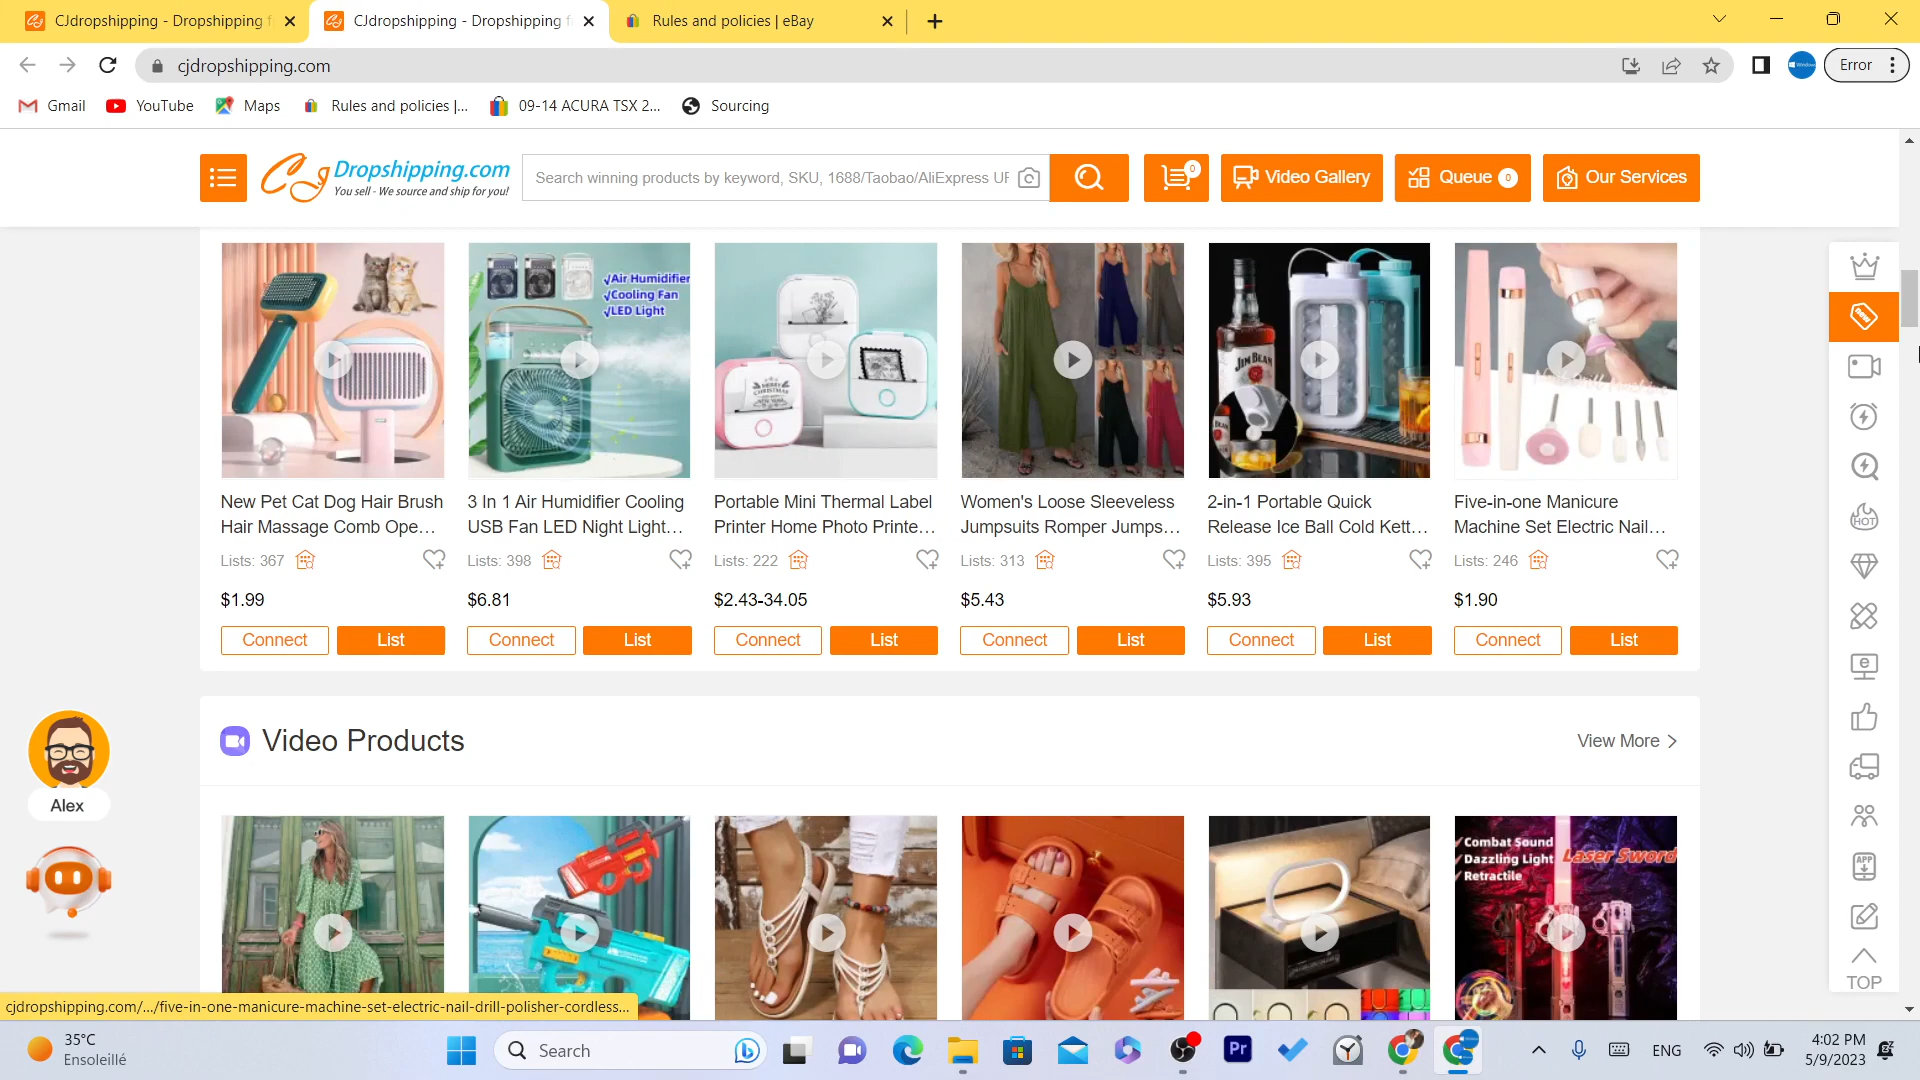 CJdropshipping - Dropshipping f
CJdropshipping - Dropshipping f
Rules and policies | eBay
cjdropshipping.com
Error
Gmail
YouTube
Maps
Rules and policies |...
09-14 ACURA TSX 2...
Sourcing
CJ Dropshipping.com
You sell - We source and ship for you!
Search winning products by keyword, SKU, 1688/Taobao/AliExpress UF
0
Video Gallery
Queue 0
Our Services
√Air Humidifier
√Cooling Fan
√LED Light
MERRY
CHRISTMAS
JIM BEAM
New Pet Cat Dog Hair Brush
Hair Massage Comb Ope...
3 In 1 Air Humidifier Cooling
USB Fan LED Night Light...
Portable Mini Thermal Label
Printer Home Photo Printe...
Women's Loose Sleeveless
Jumpsuits Romper Jumps...
2-in-1 Portable Quick
Release Ice Ball Cold Kett...
Five-in-one Manicure
Machine Set Electric Nail...
Lists: 367
Lists: 398
Lists: 222
Lists: 313
Lists: 395
Lists: 246
$1.99
$6.81
$2.43-34.05
$5.43
$5.93
$1.90
Connect
List
Connect
List
Connect
List
Connect
List
Connect
List
Connect
List
new
HOT
APP
TOP
Alex
Video Products
View More >
√Combat Sound
√Dazzling Light
√Retractile
Laser Sword
cjdropshipping.com/.../five-in-one-manicure-machine-set-electric-nail-drill-polisher-cordless...
35°C
Ensoleillé
Search
Pr
ENG
4:02 PM
5/9/2023